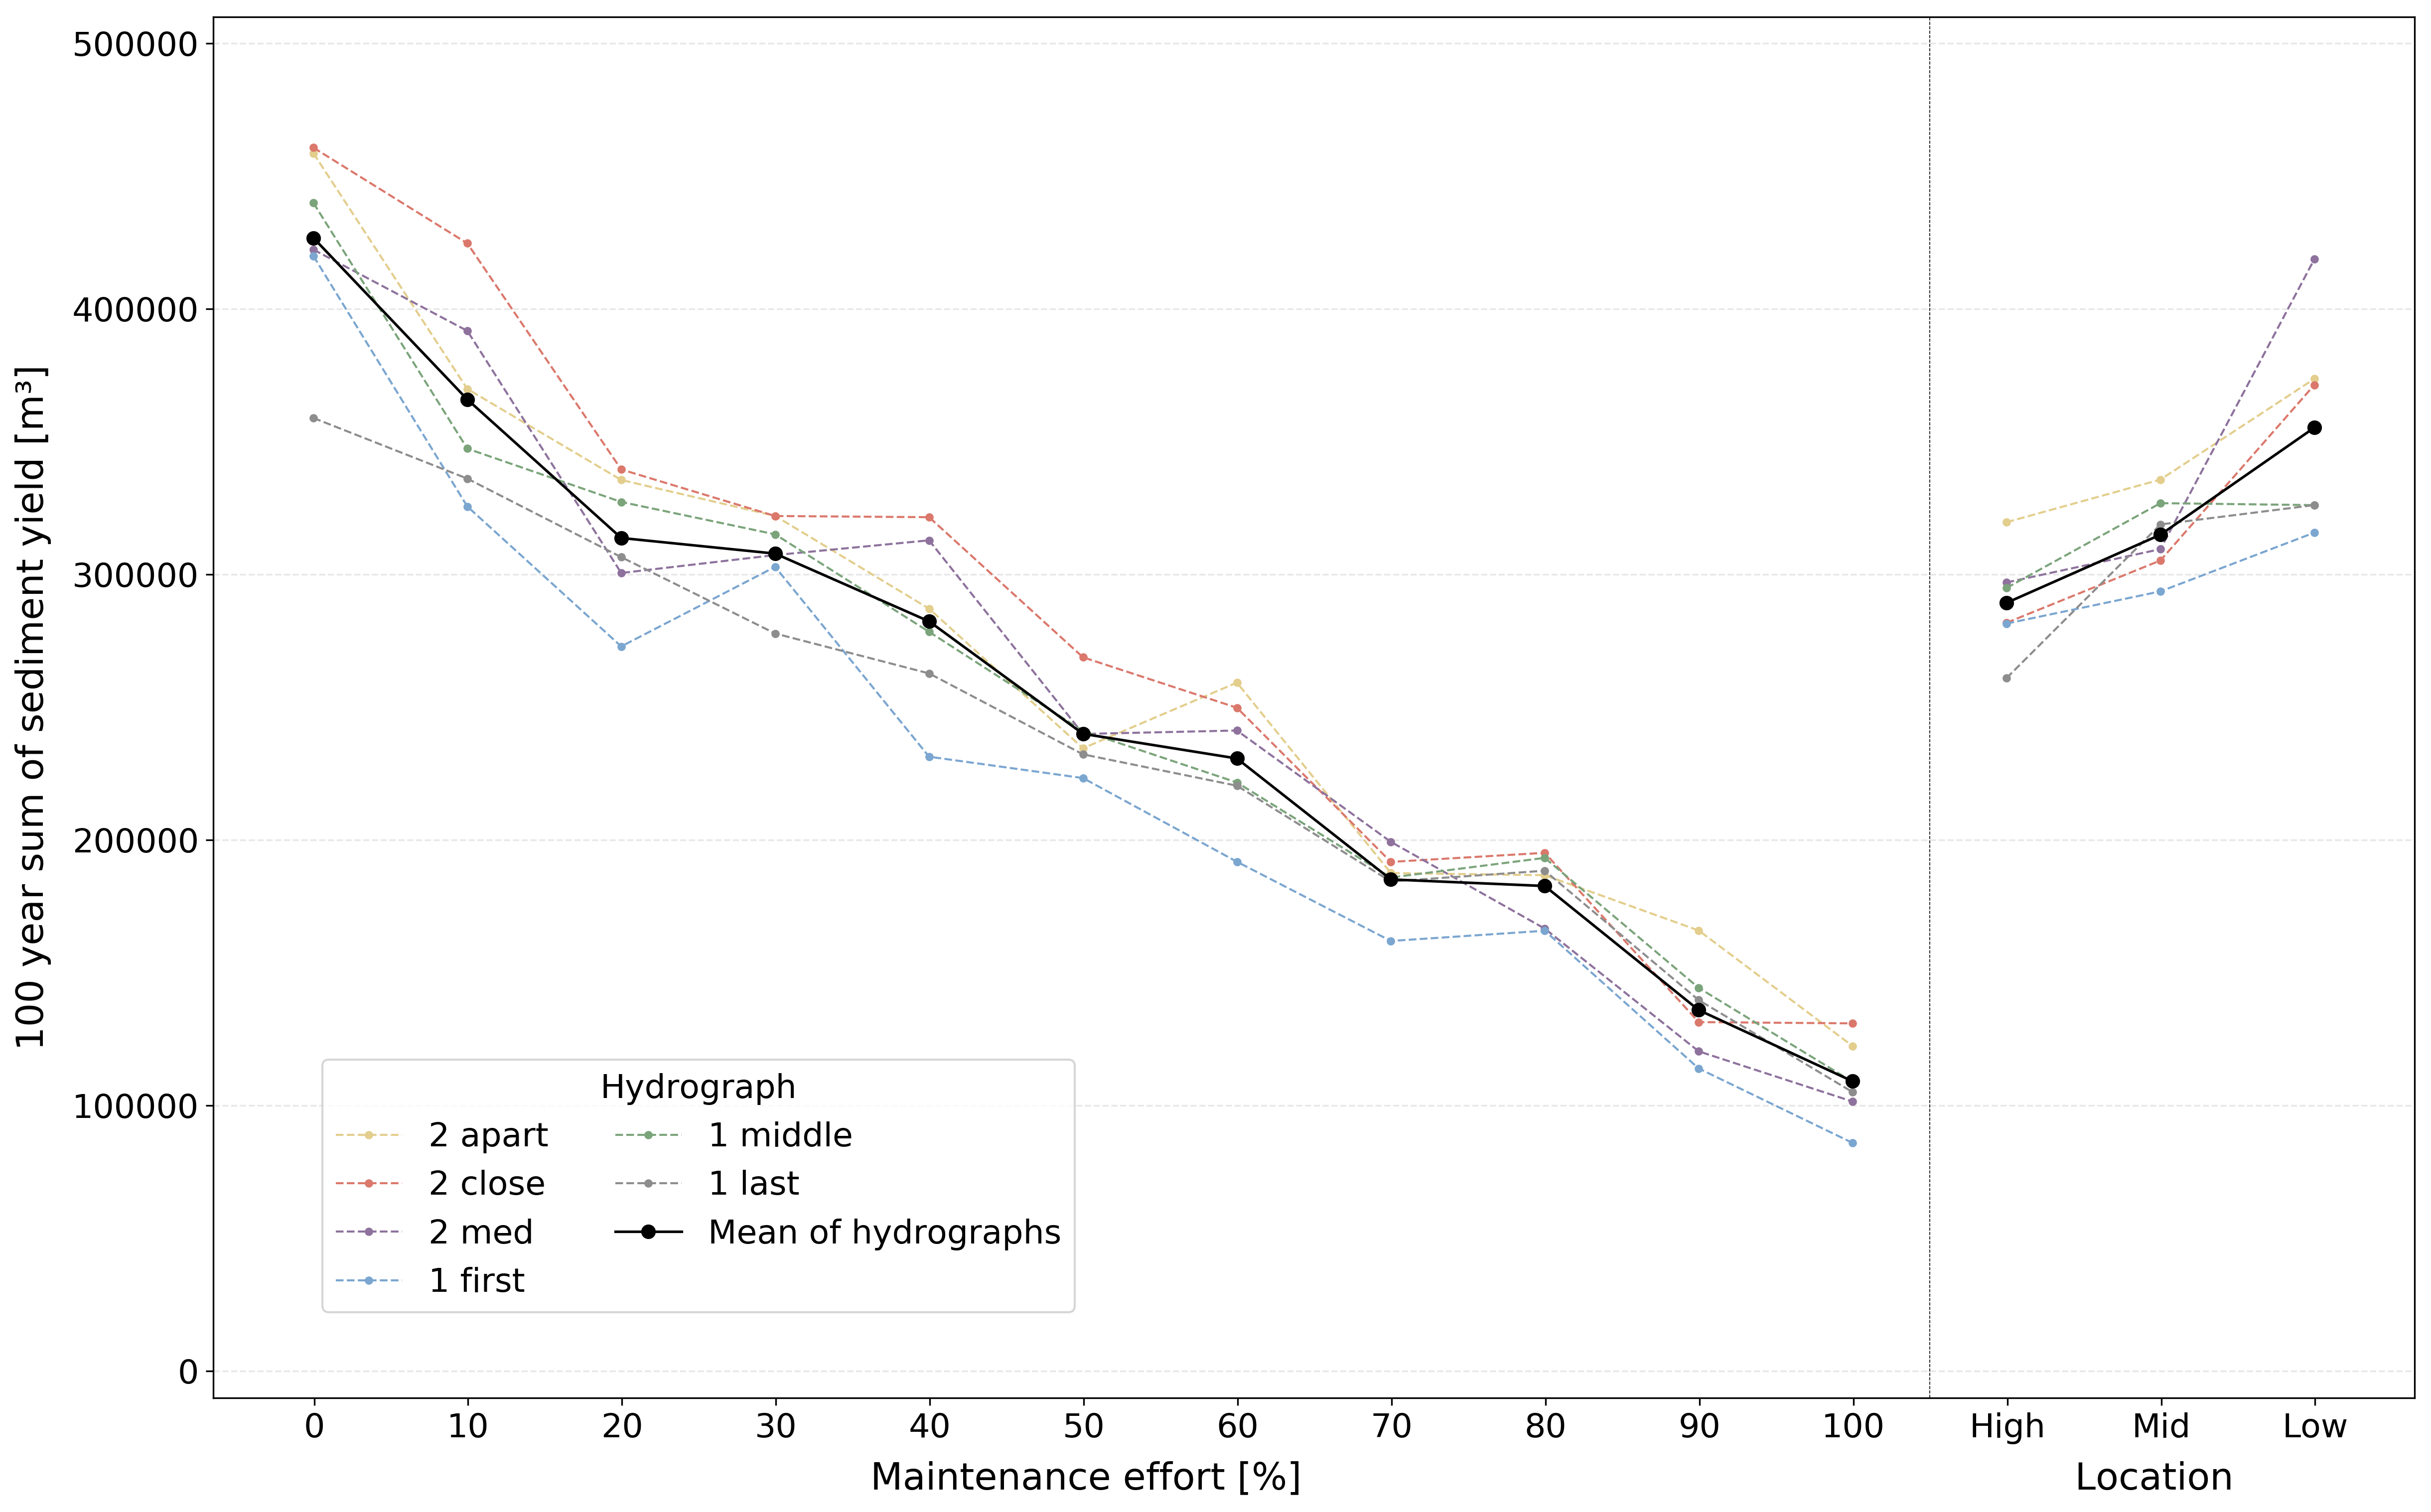 500000
400000
300000
200000
100000
0
100 year sum of sediment yield [m³]
Hydrograph
2 apart
2 close
2 med
1 first
1 middle
1 last
Mean of hydrographs
0 10 20 30 40 50 60 70 80 90 100 High Mid Low
Maintenance effort [%] Location